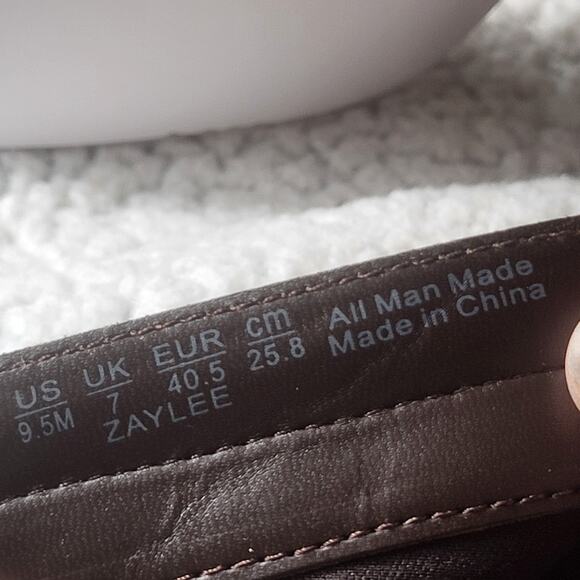 US UK EUR cm All Man Made
9.5M 7 40.5 25.8 Made in China
ZAYLEE